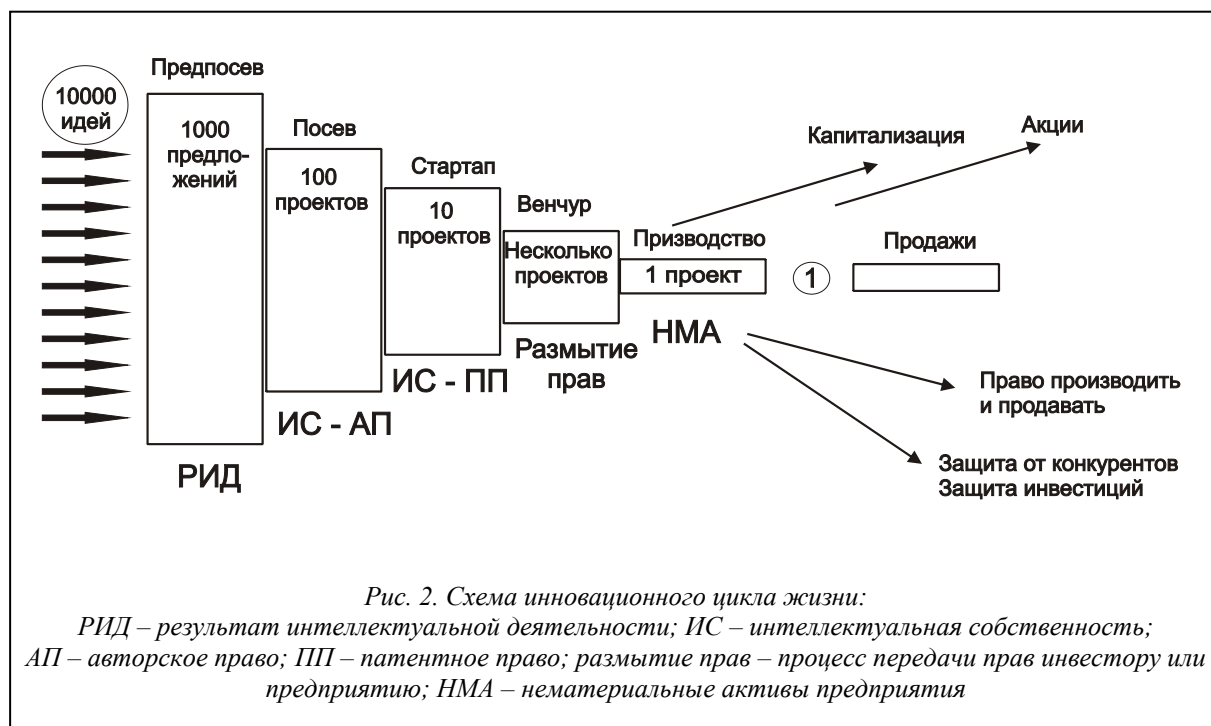 Предпосев
10000
идей
1000
предло-
жений
Посев
100
проектов
Стартап
10
проектов
Венчур
Несколько
проектов
Призводство
1 проект
1
Продажи
Капитализация
Акции
РИД
ИС - АП
ИС - ПП
Размытие
прав
НМА
Право производить
и продавать
Защита от конкурентов
Защита инвестиций
Рис. 2. Схема инновационного цикла жизни:
РИД – результат интеллектуальной деятельности; ИС – интеллектуальная собственность;
АП – авторское право; ПП – патентное право; размытие прав – процесс передачи прав инвестору или
предприятию; НМА – нематериальные активы предприятия